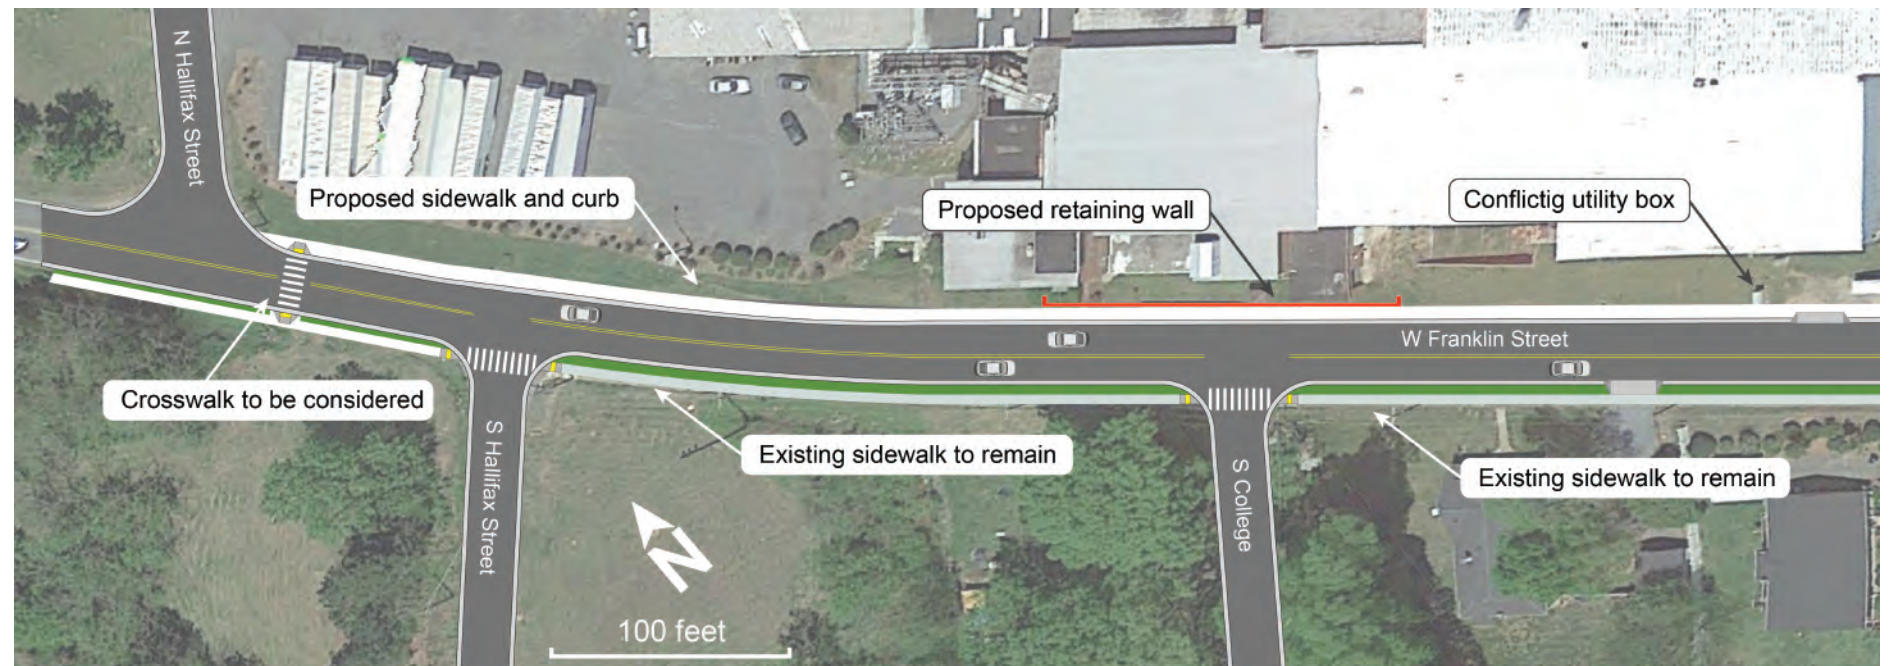 N Hallifax Street
Proposed sidewalk and curb
Proposed retaining wall
Conflictig utility box
W Franklin Street
Crosswalk to be considered
Existing sidewalk to remain
Existing sidewalk to remain
S Hallifax Street
S College
N
100 feet